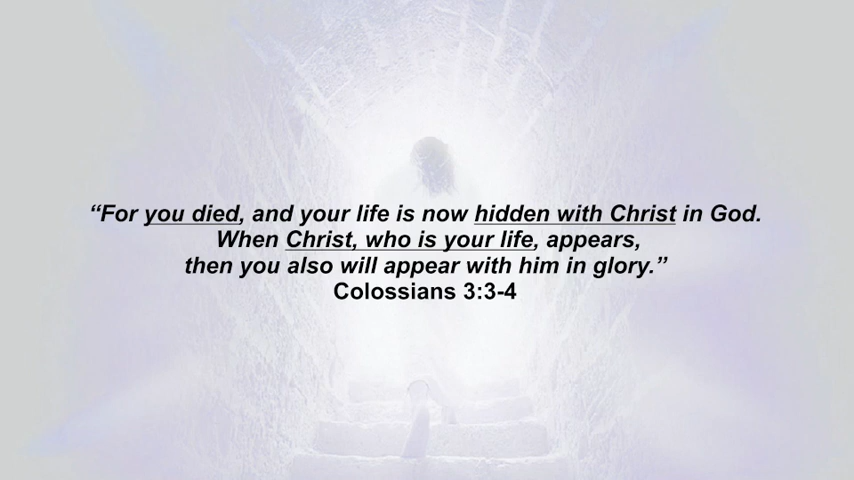 “For you died, and your life is now hidden with Christ in God.
When Christ, who is your life, appears,
then you also will appear with him in glory.”
Colossians 3:3-4